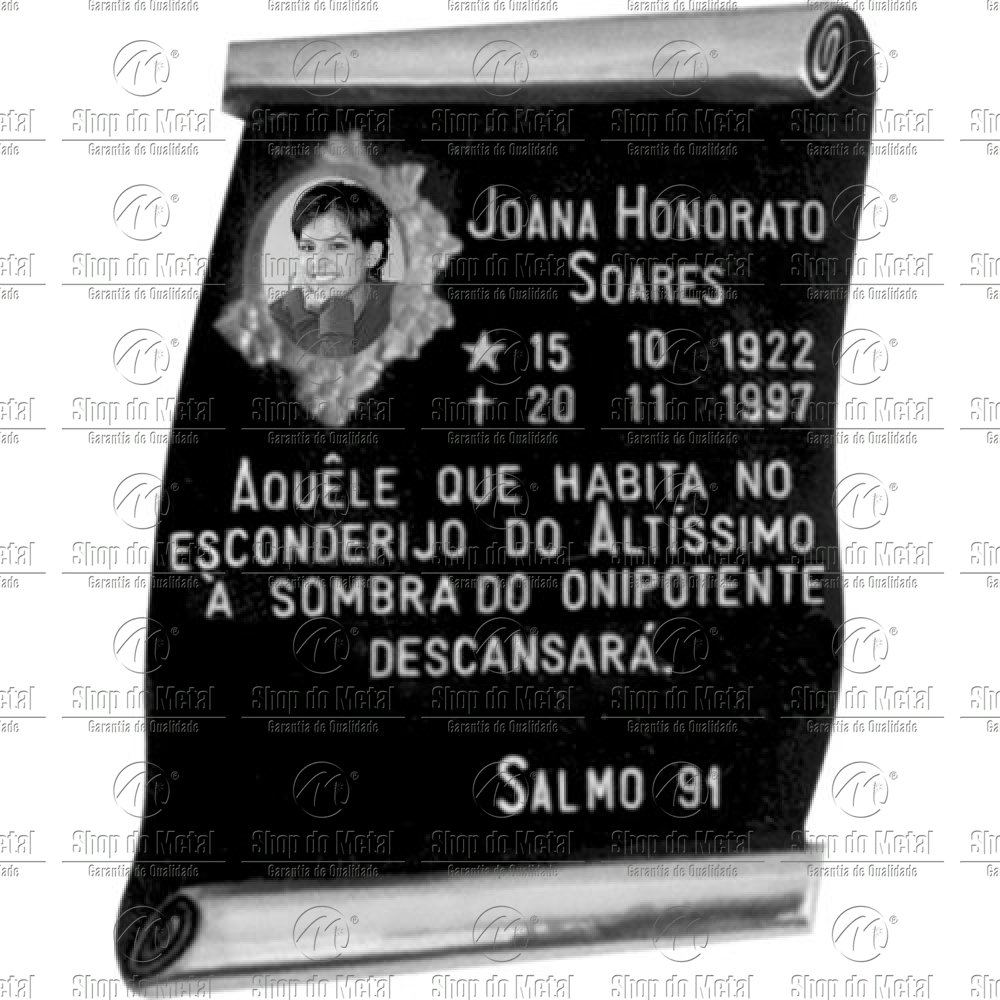 Joana Honorato
Soares
★ 15 10 1922
✝ 20 11 1997
Aquêle que habita no
esconderijo do Altíssimo
à sombra do onipotente
descansará.
Salmo 91
Shop do Metal
Garantia de Qualidade